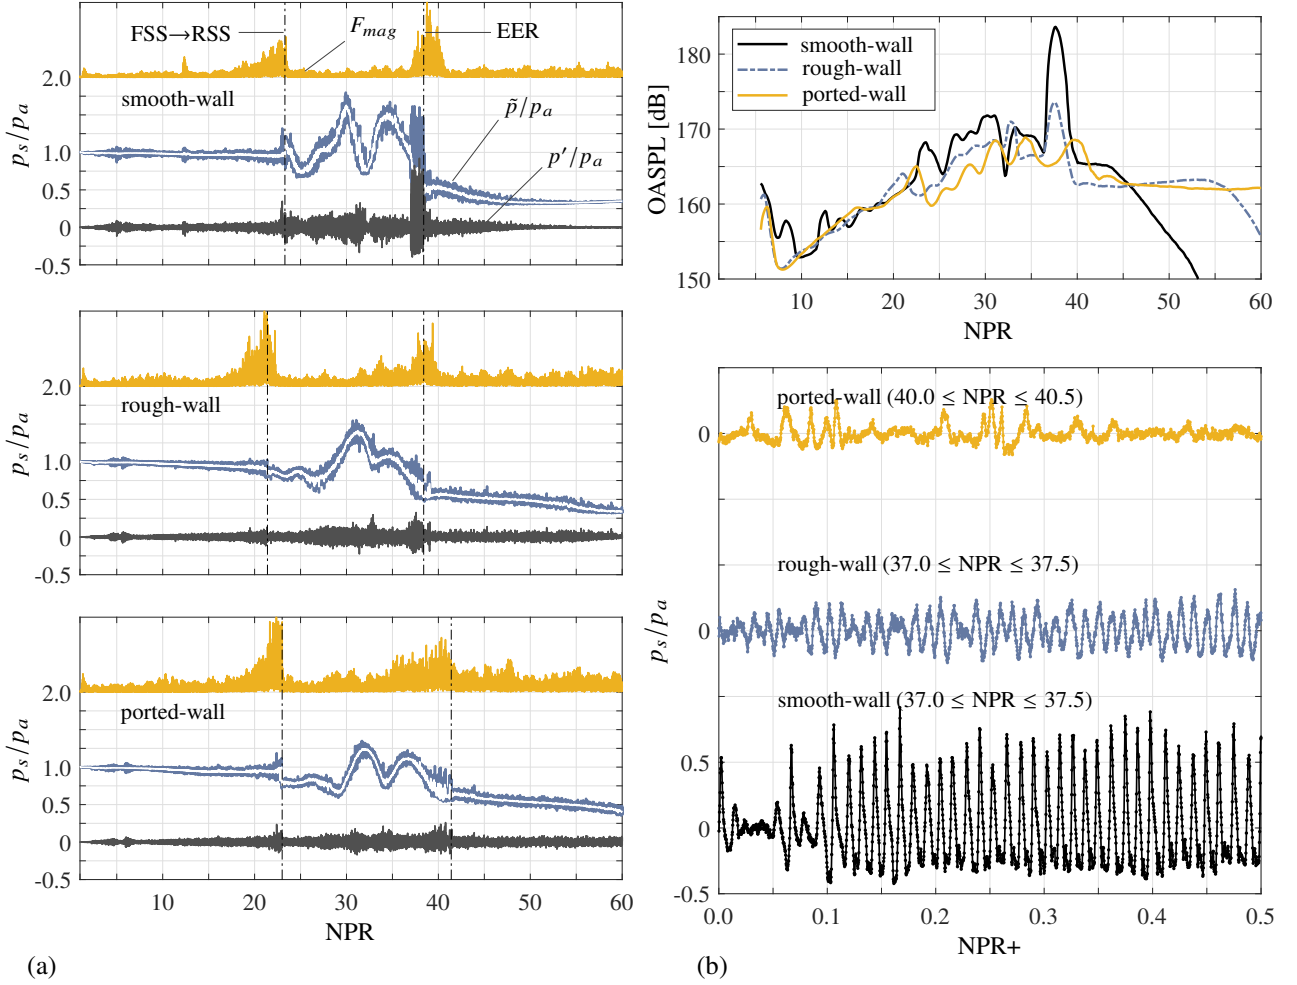 FSS→RSS
F_mag
EER
2.0
smooth-wall
p_s/p_a
p̃/p_a
1.0
p′/p_a
0.5
0
-0.5
2.0
rough-wall
p_s/p_a
1.0
0.5
0
-0.5
2.0
ported-wall
p_s/p_a
1.0
0.5
0
-0.5
10 20 30 40 50 60
NPR
(a)
180
170
160
150
OASPL [dB]
smooth-wall
rough-wall
ported-wall
10 20 30 40 50 60
NPR
ported-wall (40.0 ≤ NPR ≤ 40.5)
0
rough-wall (37.0 ≤ NPR ≤ 37.5)
0
p_s/p_a
smooth-wall (37.0 ≤ NPR ≤ 37.5)
0.5
0
-0.5
0.0 0.1 0.2 0.3 0.4 0.5
NPR+
(b)